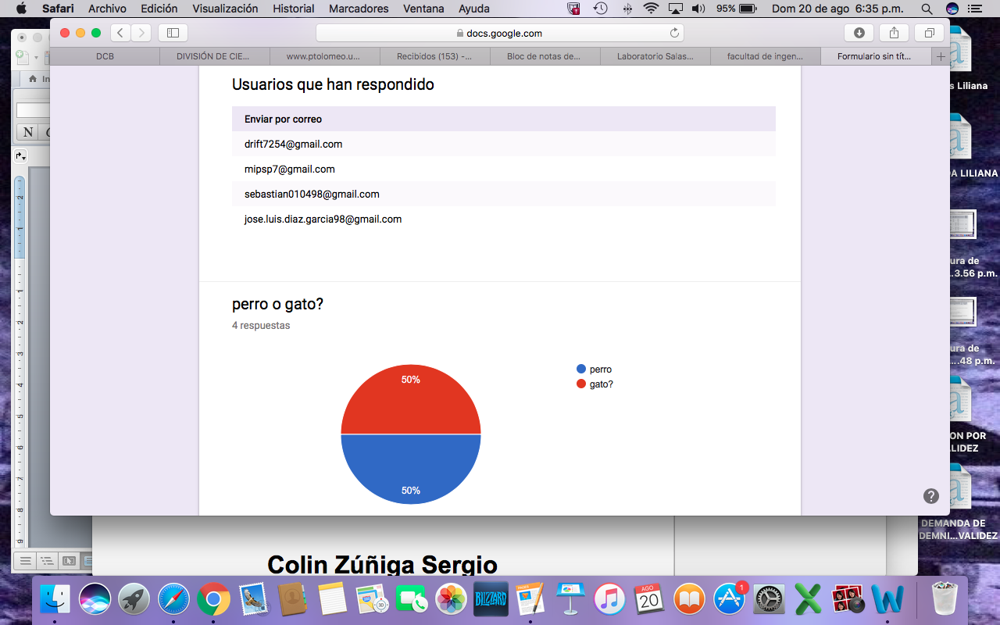 Safari Archivo Edición Visualización Historial Marcadores Ventana Ayuda 95% Dom 20 de ago 6:35 p.m.
docs.google.com
DCB DIVISIÓN DE CIE... www.ptolomeo.u... Recibidos (153) -... Bloc de notas de... Laboratorio Salas... facultad de ingen... Formulario sin tít...
Usuarios que han respondido
Enviar por correo
drift7254@gmail.com
mipsp7@gmail.com
sebastian010498@gmail.com
jose.luis.diaz.garcia98@gmail.com
perro o gato?
4 respuestas
50%
50%
perro
gato?
N
s Liliana
A LILIANA
ura de
...3.56 p.m.
ura de
....48 p.m.
ON POR
LIDEZ
DEMANDA DE
DEMNI...VALIDEZ
Colin Zúñiga Sergio
BLIZZARD
PAGES
AGO
20
1